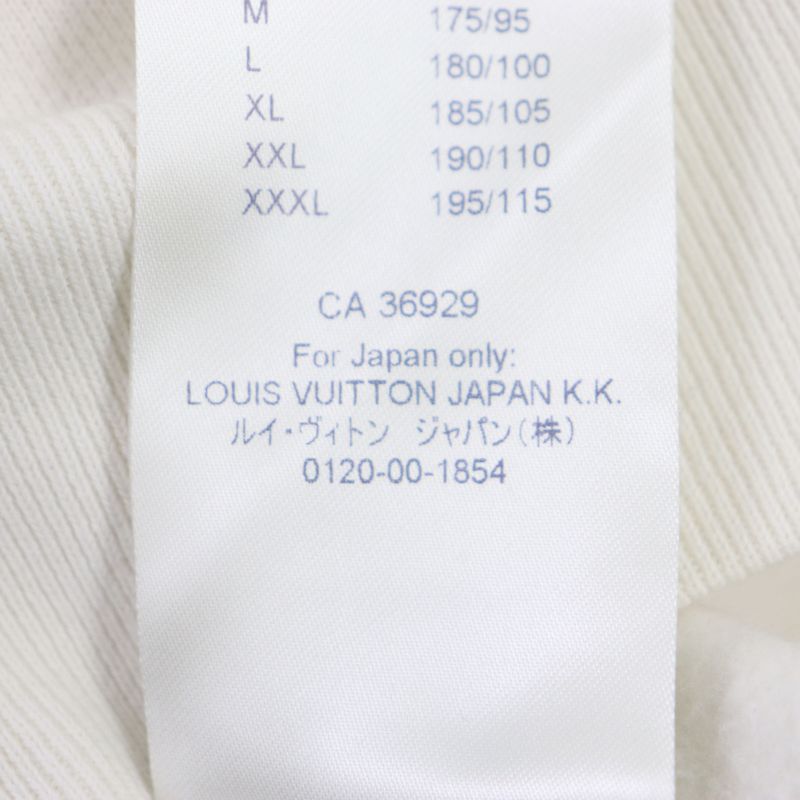 M 175/95
L 180/100
XL 185/105
XXL 190/110
XXXL 195/115
CA 36929
For Japan only:
LOUIS VUITTON JAPAN K.K.
ルイ・ヴィトン ジャパン(株)
0120-00-1854